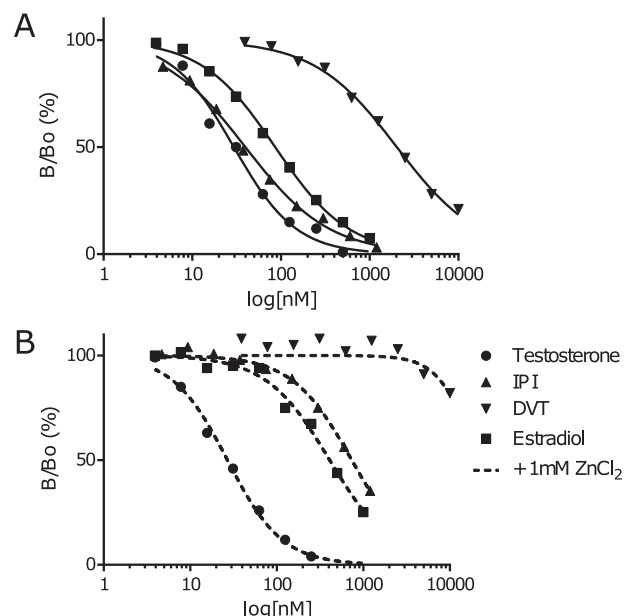 A
B/Bo (%)
100
50
0
1 10 100 1000 10000
log[nM]
B
B/Bo (%)
100
50
0
1 10 100 1000 10000
log[nM]
Testosterone
IPI
DVT
Estradiol
+1mM ZnCl₂